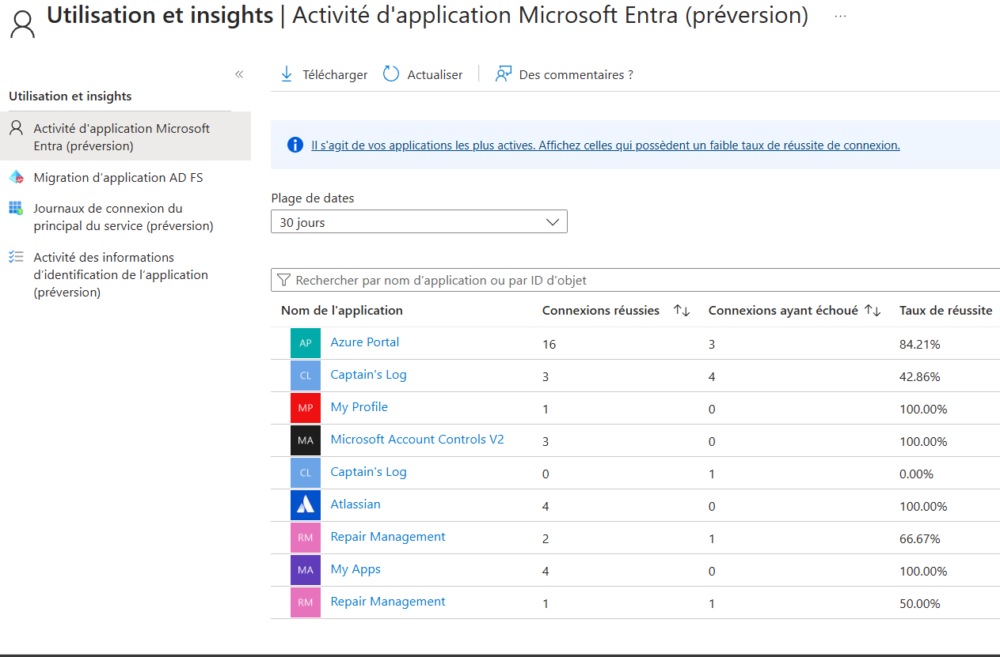 Utilisation et insights | Activité d'application Microsoft Entra (préversion) ...
«
Télécharger Actualiser Des commentaires ?
Utilisation et insights
Activité d'application Microsoft
Entra (préversion)
Migration d’application AD FS
Journaux de connexion du
principal du service (préversion)
Activité des informations
d’identification de l’application
(préversion)
Il s'agit de vos applications les plus actives. Affichez celles qui possèdent un faible taux de réussite de connexion.
Plage de dates
30 jours
Rechercher par nom d'application ou par ID d'objet
Nom de l'application Connexions réussies Connexions ayant échoué Taux de réussite
AP Azure Portal 16 3 84.21%
CL Captain's Log 3 4 42.86%
MP My Profile 1 0 100.00%
MA Microsoft Account Controls V2 3 0 100.00%
CL Captain's Log 0 1 0.00%
Atlassian 4 0 100.00%
RM Repair Management 2 1 66.67%
MA My Apps 4 0 100.00%
RM Repair Management 1 1 50.00%